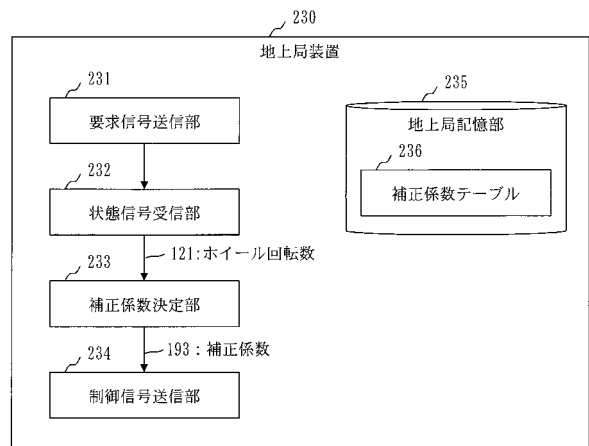 230
地上局装置
231
要求信号送信部
232
状態信号受信部
121:ホイール回転数
233
補正係数決定部
193:補正係数
234
制御信号送信部
235
地上局記憶部
236
補正係数テーブル